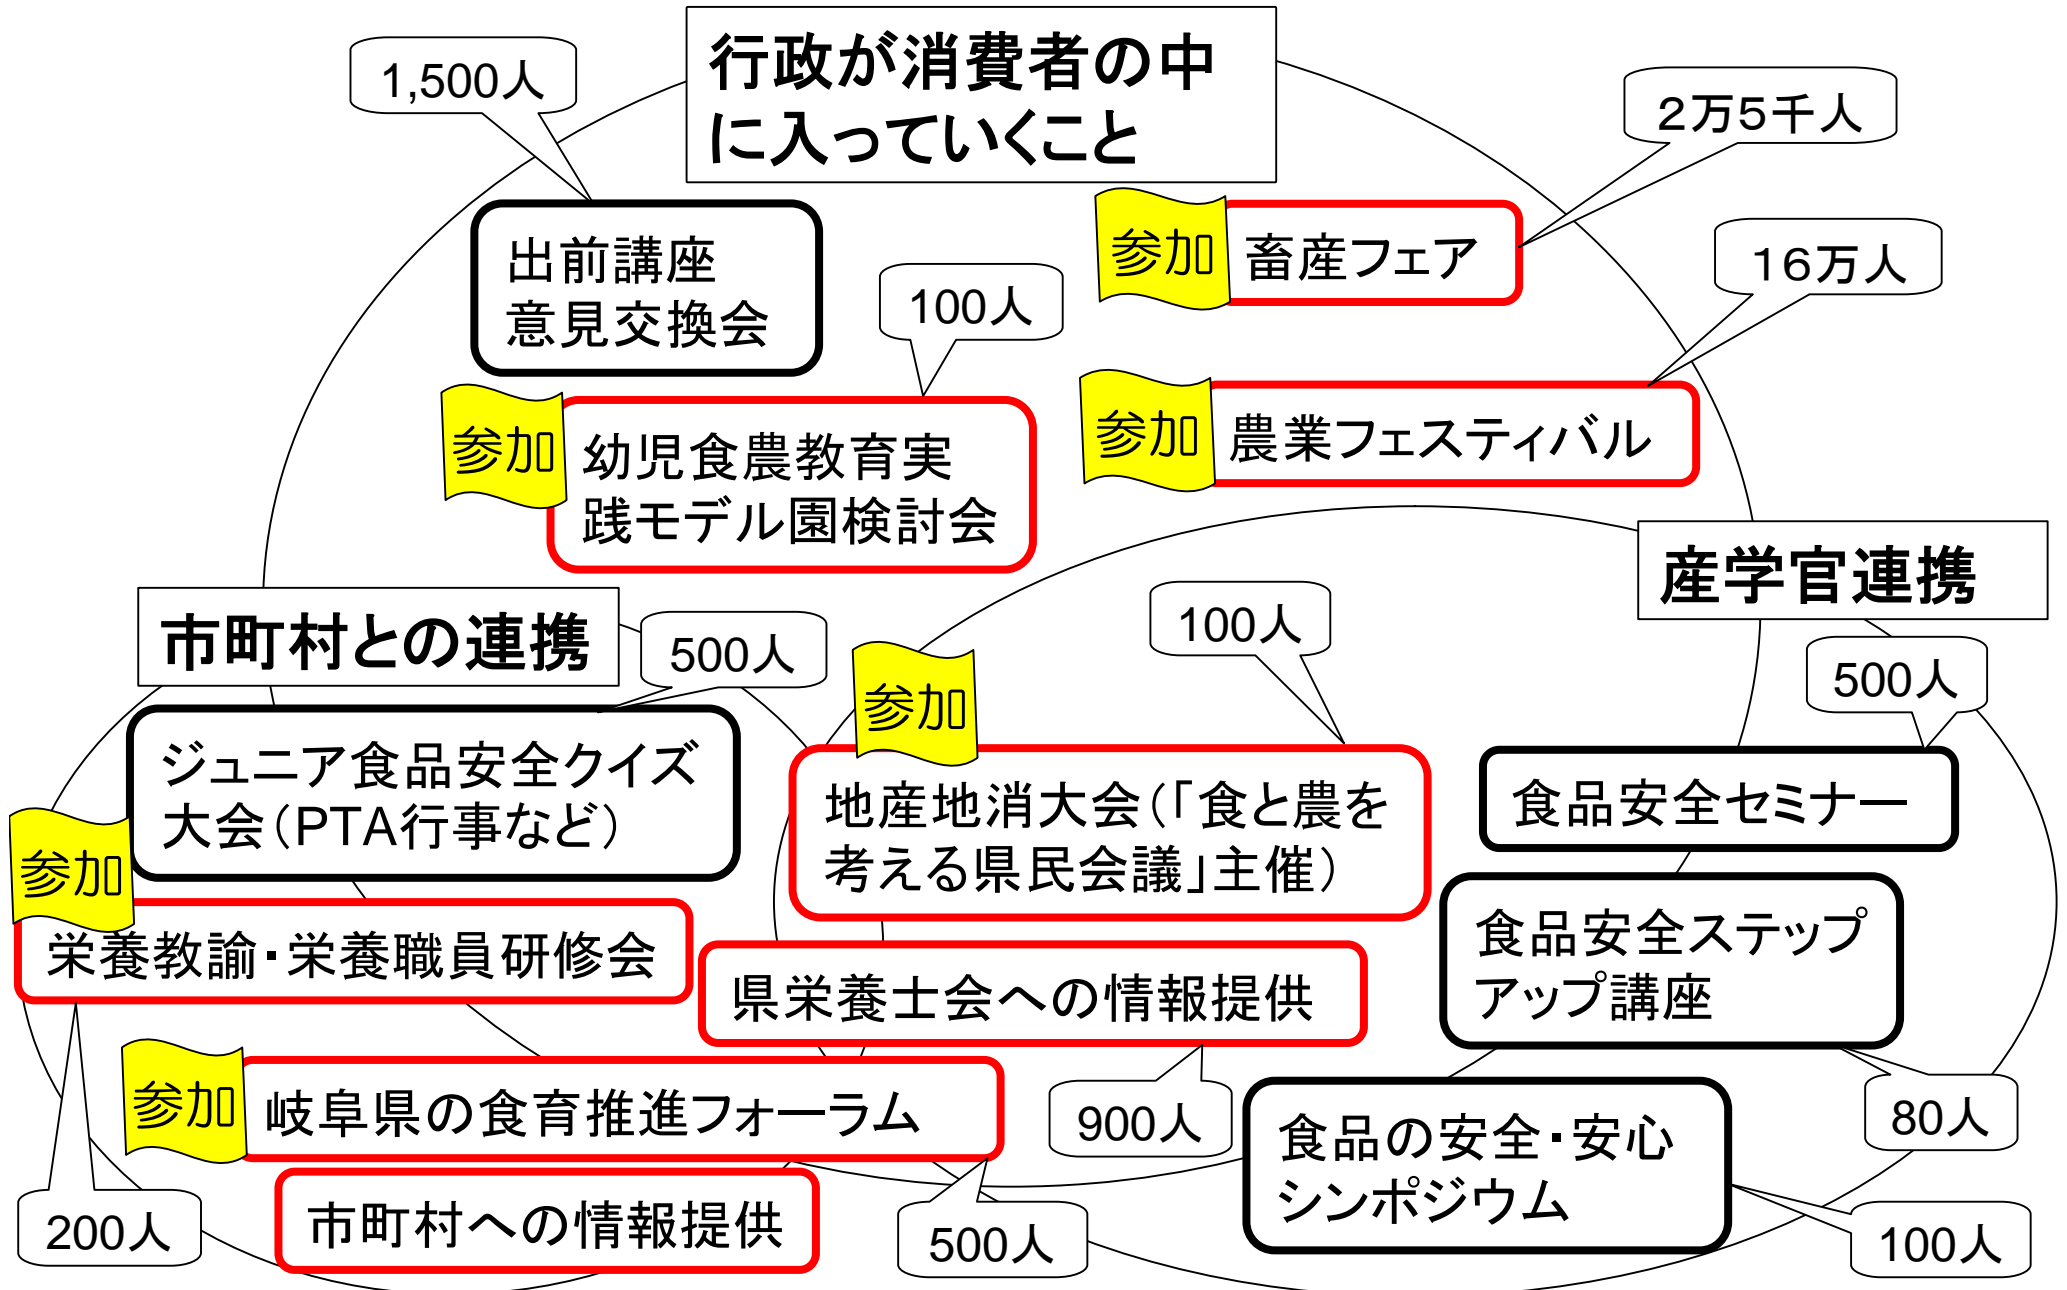 行政が消費者の中
に入っていくこと
1,500人
出前講座
意見交換会
２万5千人
参加
畜産フェア
16万人
参加
農業フェスティバル
100人
参加
幼児食農教育実
践モデル園検討会
市町村との連携
500人
ジュニア食品安全クイズ
大会（PTA行事など）
参加
栄養教諭・栄養職員研修会
200人
参加
岐阜県の食育推進フォーラム
500人
市町村への情報提供
産学官連携
100人
参加
地産地消大会（「食と農を
考える県民会議」主催）
県栄養士会への情報提供
900人
500人
食品安全セミナー
食品安全ステップ
アップ講座
80人
食品の安全・安心
シンポジウム
100人